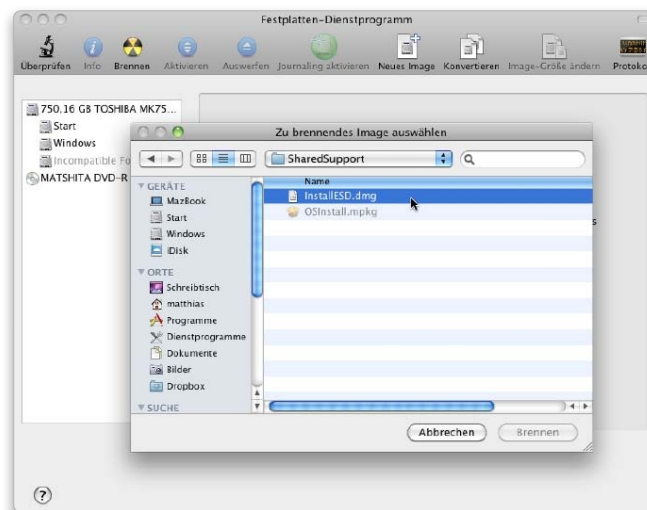 Festplatten-Dienstprogramm
Überprüfen Info Brennen Aktivieren Auswerfen Journaling aktivieren Neues Image Konvertieren Image-Größe ändern Protoko
750.16 GB TOSHIBA MK75...
Start
Windows
Incompatible Fo
MATSHITA DVD-R
Zu brennendes Image auswählen
SharedSupport
Name
InstallESD.dmg
OSInstall.mpkg
GERÄTE
MazBook
Start
Windows
iDisk
ORTE
Schreibtisch
matthias
Programme
Dienstprogramme
Dokumente
Bilder
Dropbox
SUCHE
Abbrechen Brennen
s
?